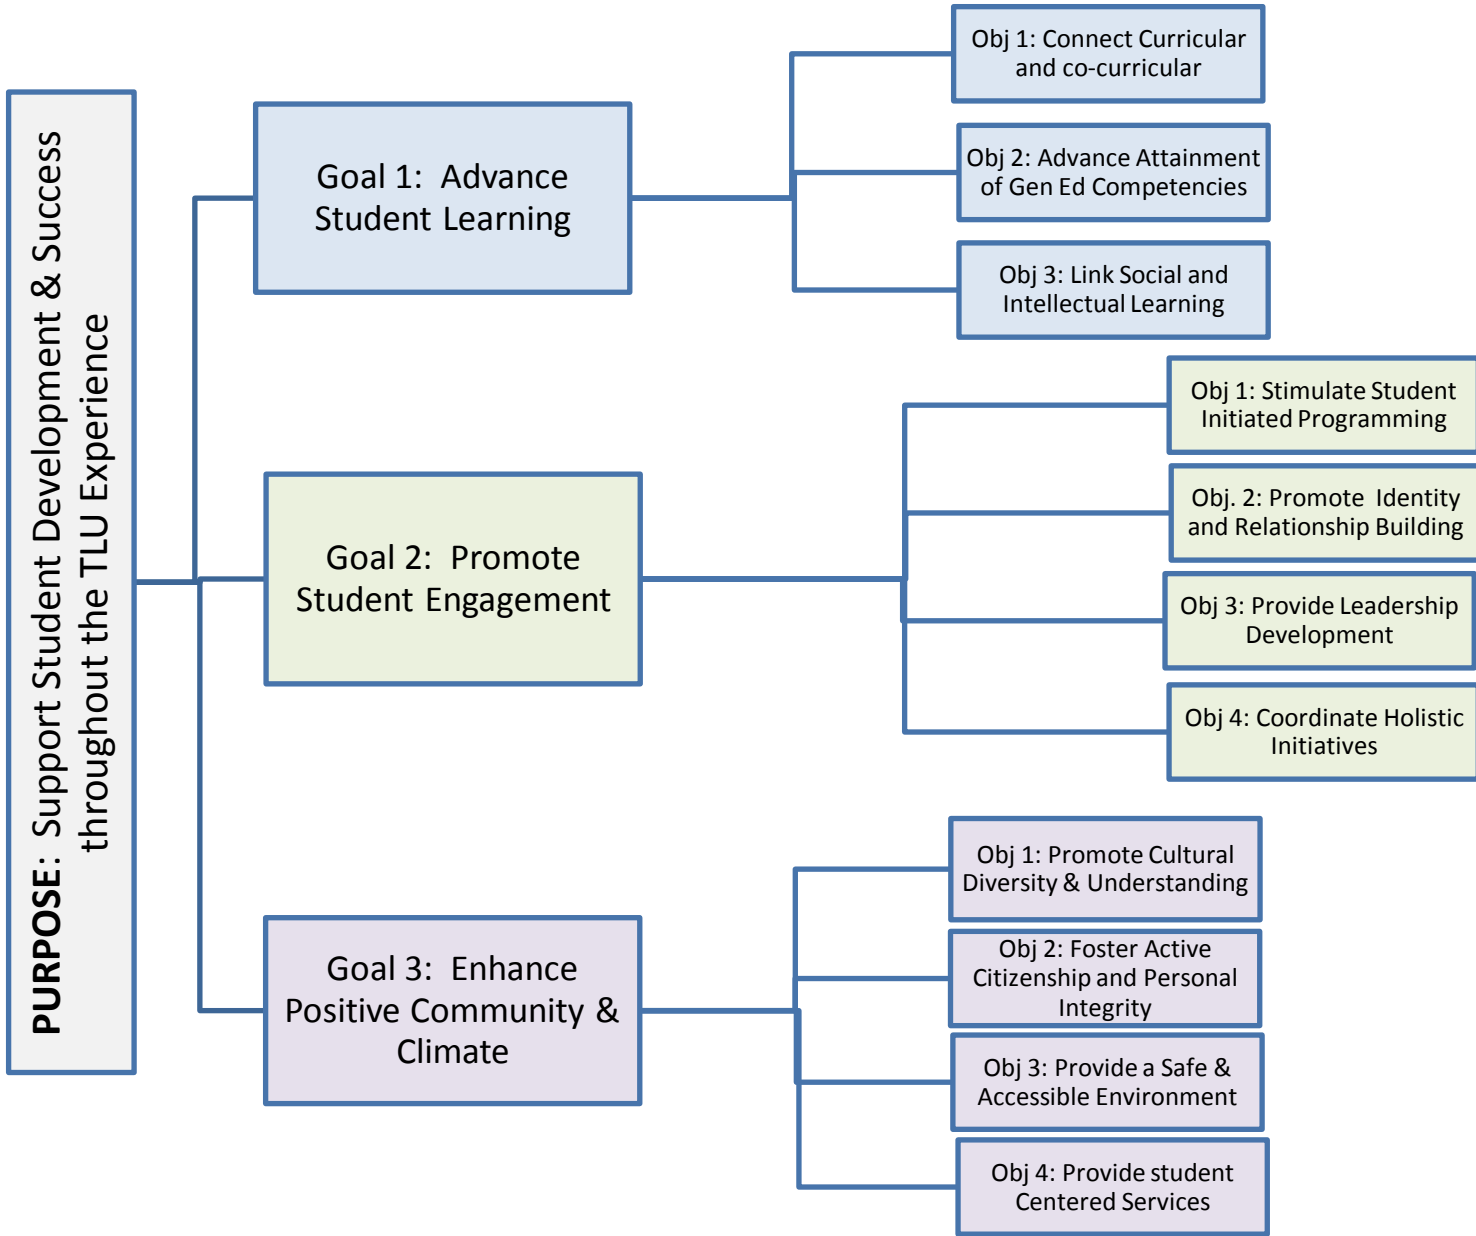 PURPOSE: Support Student Development & Success
throughout the TLU Experience
Goal 1: Advance
Student Learning
Obj 1: Connect Curricular
and co-curricular
Obj 2: Advance Attainment
of Gen Ed Competencies
Obj 3: Link Social and
Intellectual Learning
Goal 2: Promote
Student Engagement
Obj 1: Stimulate Student
Initiated Programming
Obj. 2: Promote Identity
and Relationship Building
Obj 3: Provide Leadership
Development
Obj 4: Coordinate Holistic
Initiatives
Goal 3: Enhance
Positive Community &
Climate
Obj 1: Promote Cultural
Diversity & Understanding
Obj 2: Foster Active
Citizenship and Personal
Integrity
Obj 3: Provide a Safe &
Accessible Environment
Obj 4: Provide student
Centered Services